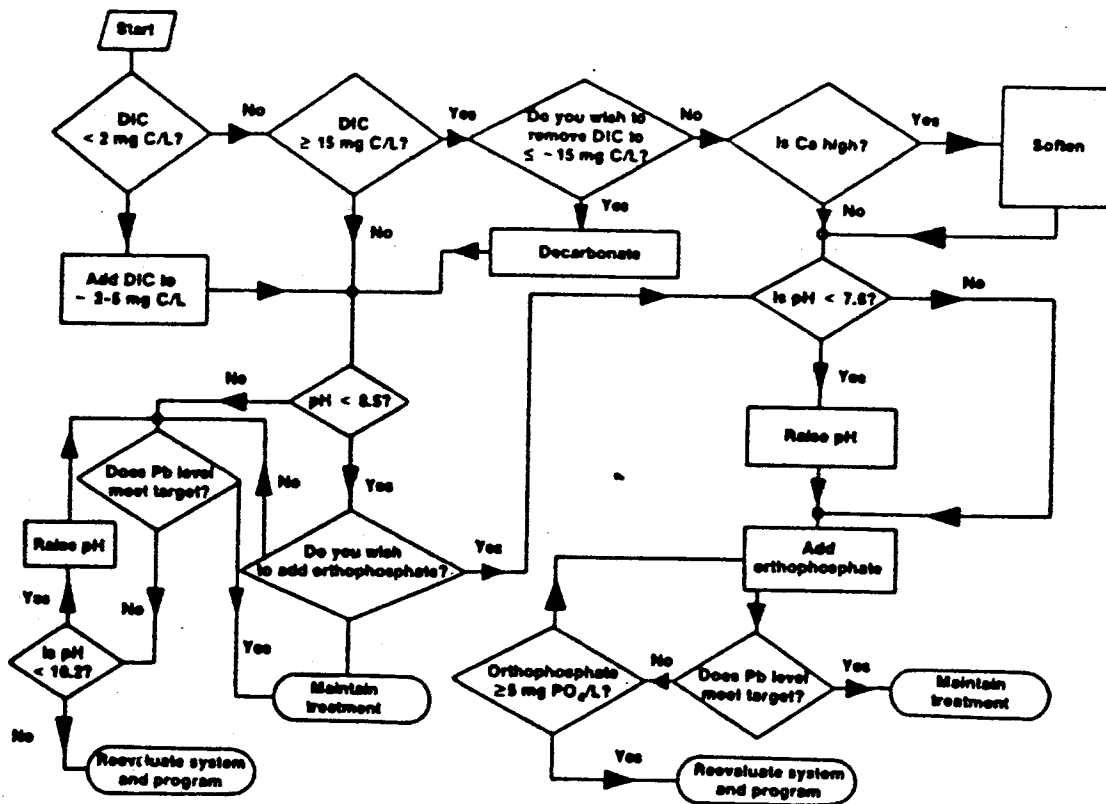 Start
DIC
< 2 mg C/L?
No
DIC
≥ 15 mg C/L?
Yes
Do you wish to
remove DIC to
≤ ~ 15 mg C/L?
No
Is Ca high?
Yes
Soften
No
Yes
No
Decarbonate
Add DIC to
~ 2-5 mg C/L
Is pH < 7.8?
No
No
pH < 8.5?
Yes
Raise pH
Does Pb level
meet target?
No
Yes
Raise pH
Do you wish
to add orthophosphate?
Yes
Add
orthophosphate
Yes
No
Is pH
< 10.2?
Yes
Orthophosphate
≥5 mg PO₄/L?
No
Does Pb level
meet target?
Yes
Maintain
treatment
Maintain
treatment
No
Reevaluate system
and program
Yes
Reevaluate system
and program